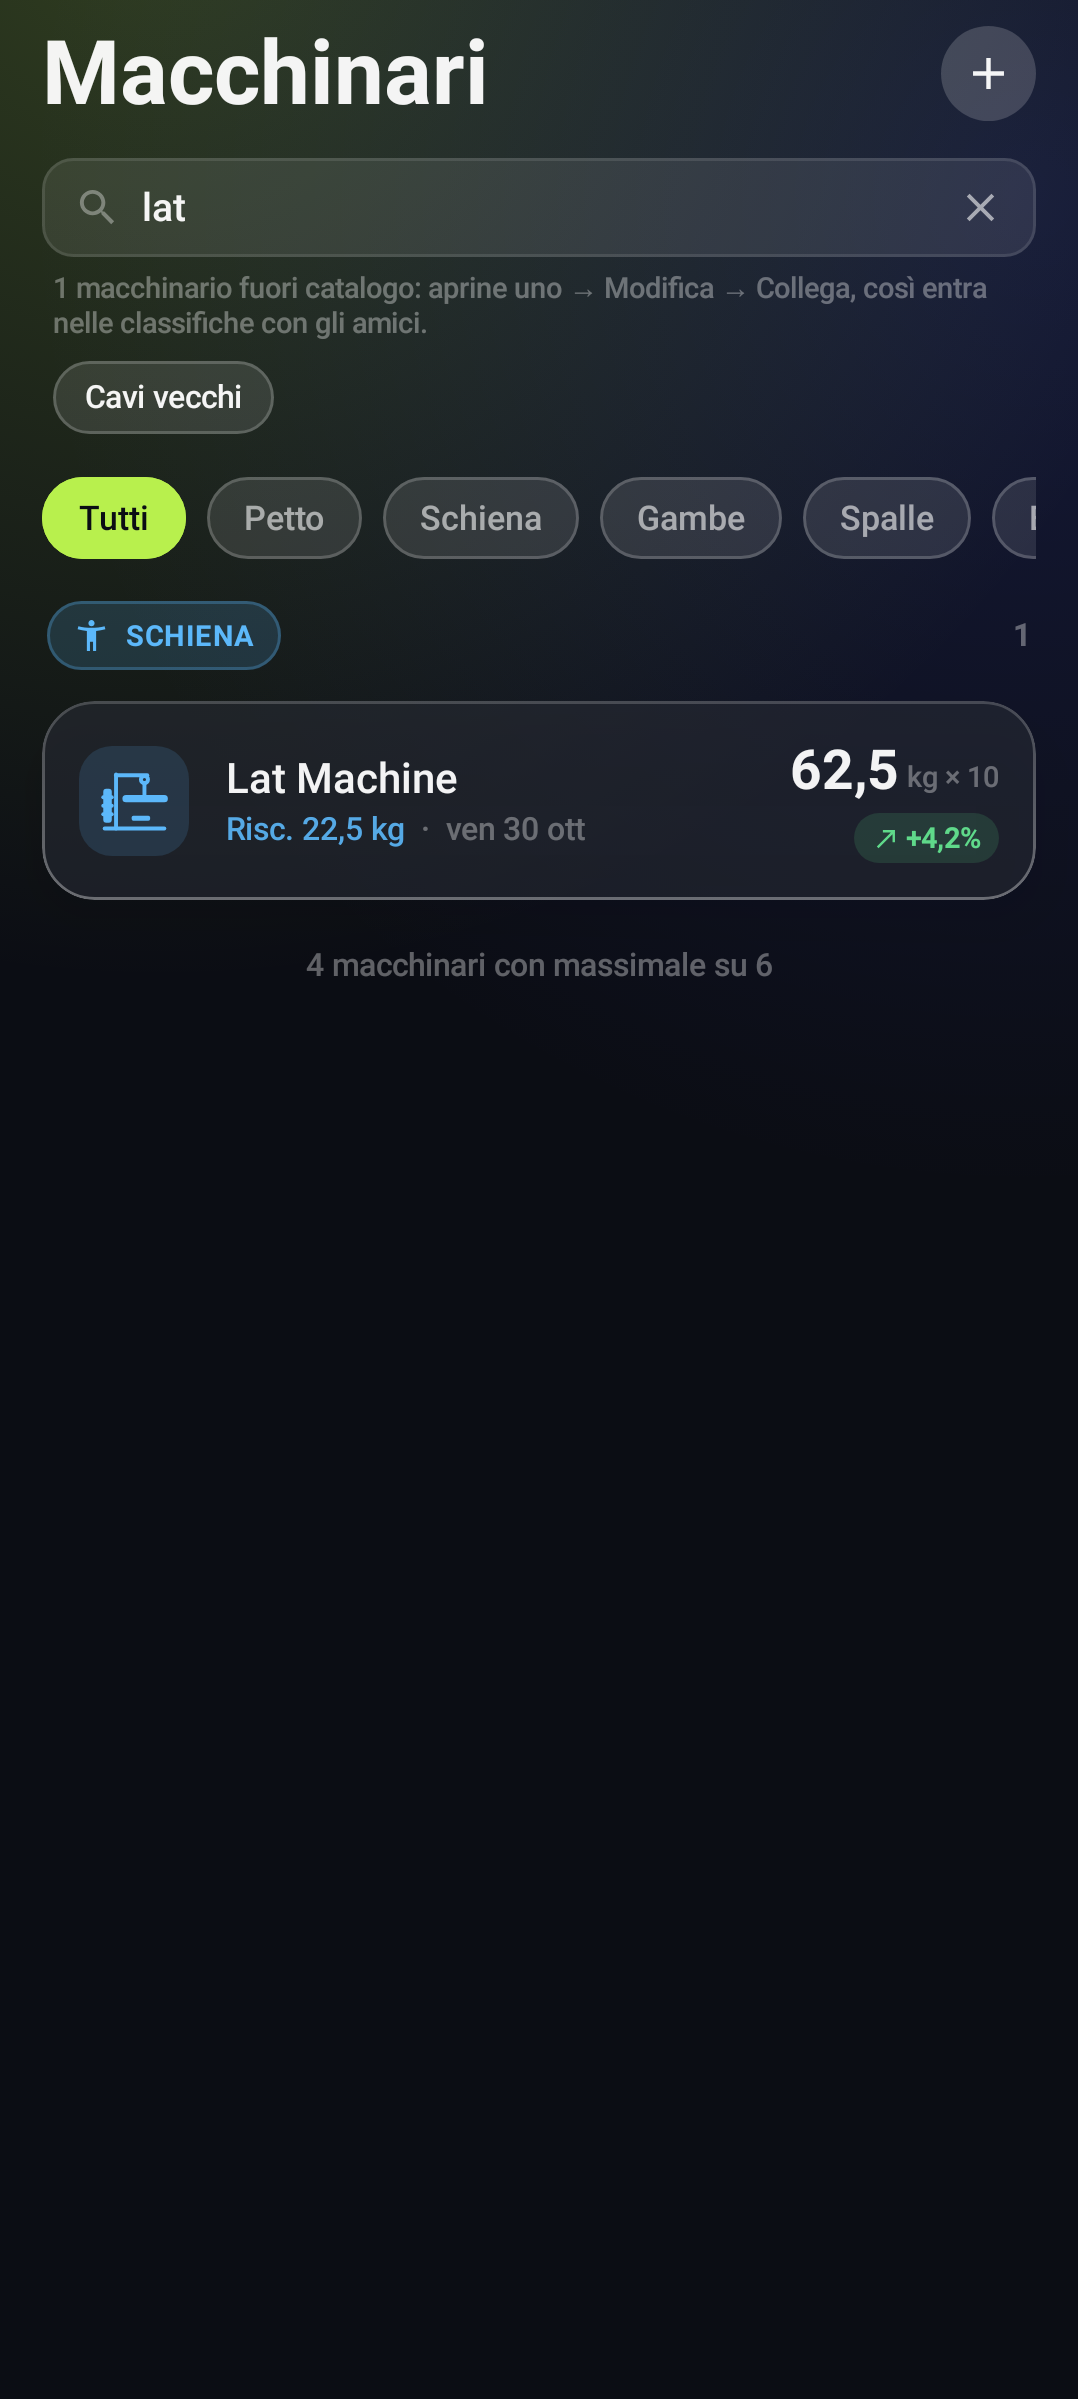 Macchinari
lat
1 macchinario fuori catalogo: aprine uno → Modifica → Collega, così entra
nelle classifiche con gli amici.
Cavi vecchi
Tutti
Petto
Schiena
Gambe
Spalle
SCHIENA
1
Lat Machine
62,5 kg × 10
Risc. 22,5 kg · ven 30 ott
+4,2%
4 macchinari con massimale su 6